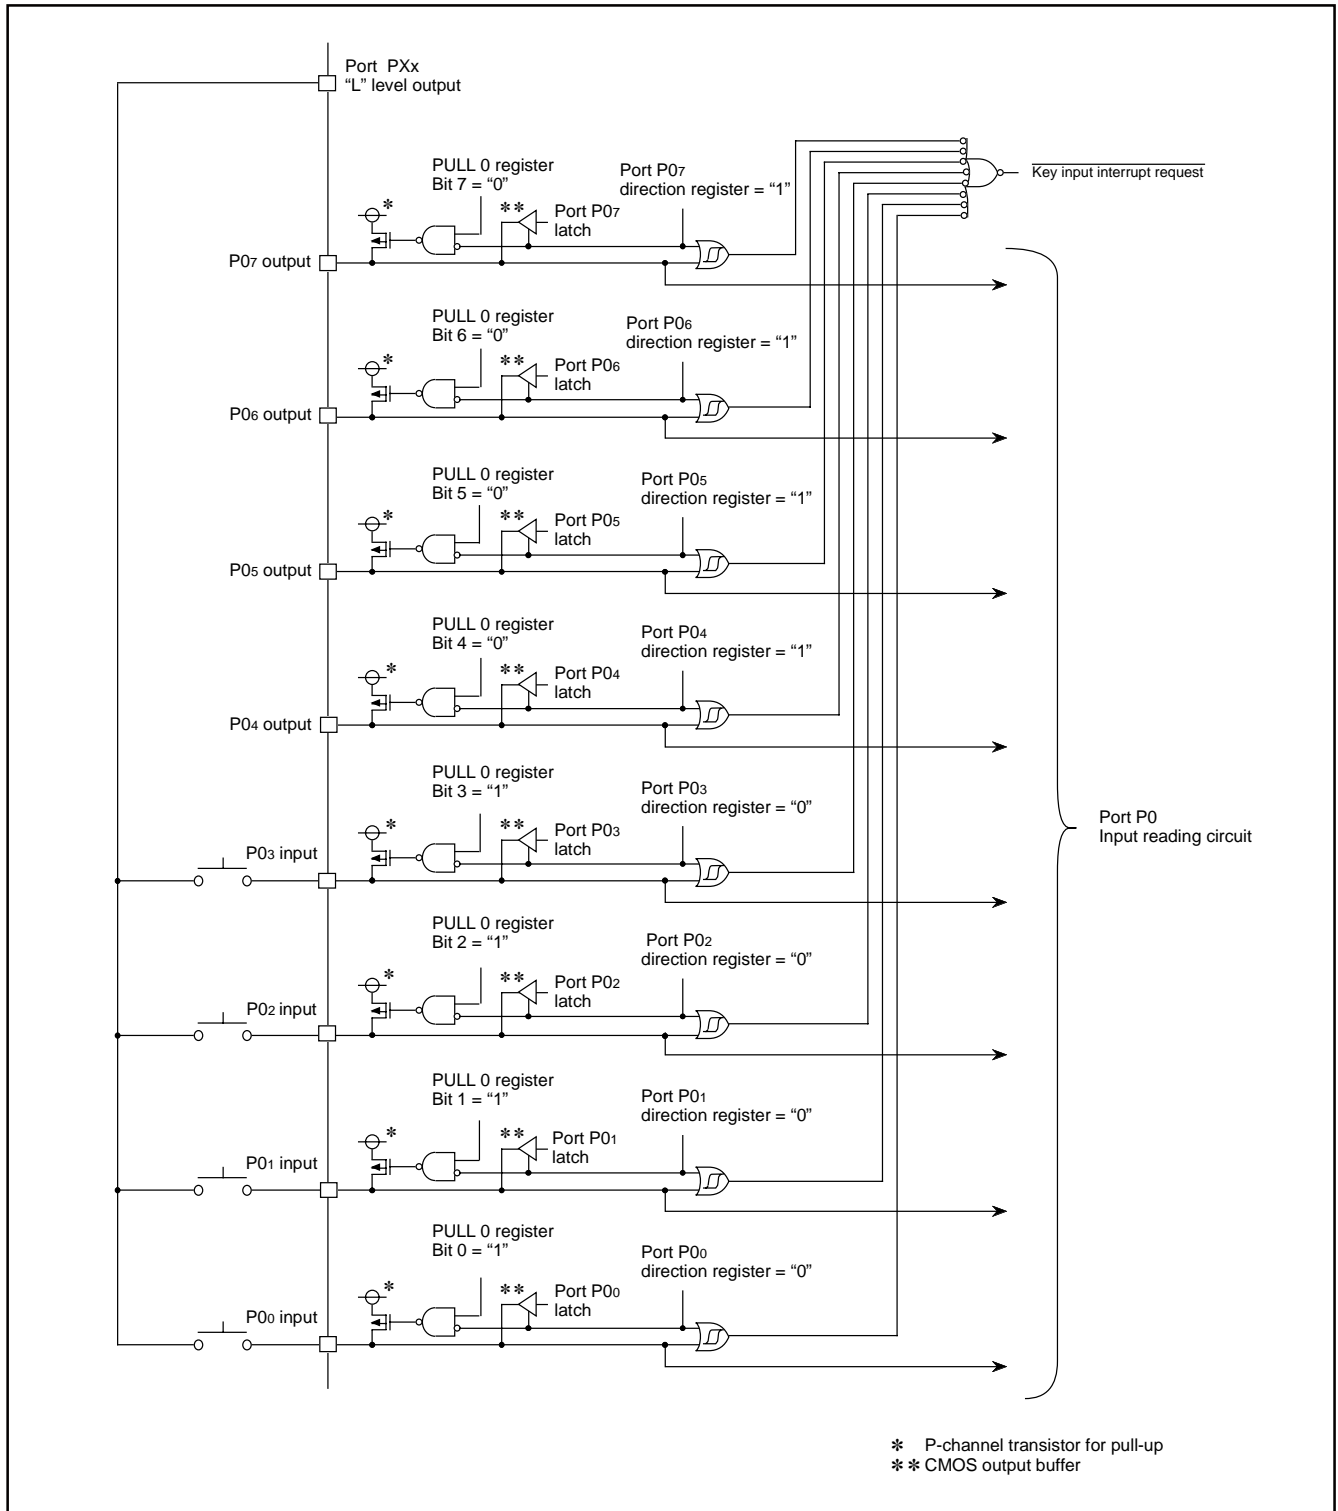 Port PXx
“L” level output
PULL 0 register
Bit 7 = “0”
Port P07
direction register = “1”
Key input interrupt request
*
**
Port P07
latch
P07 output
PULL 0 register
Bit 6 = “0”
Port P06
direction register = “1”
*
**
Port P06
latch
P06 output
PULL 0 register
Bit 5 = “0”
Port P05
direction register = “1”
*
**
Port P05
latch
P05 output
PULL 0 register
Bit 4 = “0”
Port P04
direction register = “1”
*
**
Port P04
latch
P04 output
PULL 0 register
Bit 3 = “1”
Port P03
direction register = “0”
*
**
Port P03
latch
P03 input
Port P0
Input reading circuit
PULL 0 register
Bit 2 = “1”
Port P02
direction register = “0”
*
**
Port P02
latch
P02 input
PULL 0 register
Bit 1 = “1”
Port P01
direction register = “0”
*
**
Port P01
latch
P01 input
PULL 0 register
Bit 0 = “1”
Port P00
direction register = “0”
*
**
Port P00
latch
P00 input
* P-channel transistor for pull-up
** CMOS output buffer